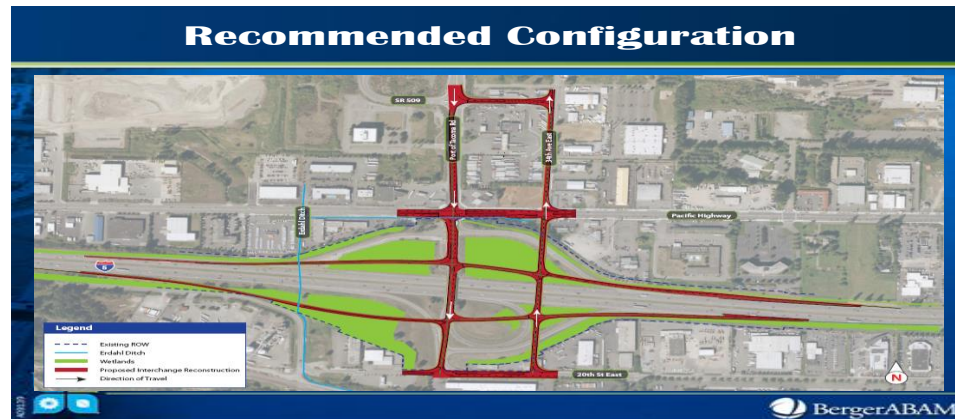 Recommended Configuration
SR 509
Port of Tacoma Rd
34th Ave East
Erdahl Ditch
Pacific Highway
5
Legend
Existing ROW
Erdahl Ditch
Wetlands
Proposed Interchange Reconstruction
Direction of Travel
20th St East
N
A09139
BergerABAM